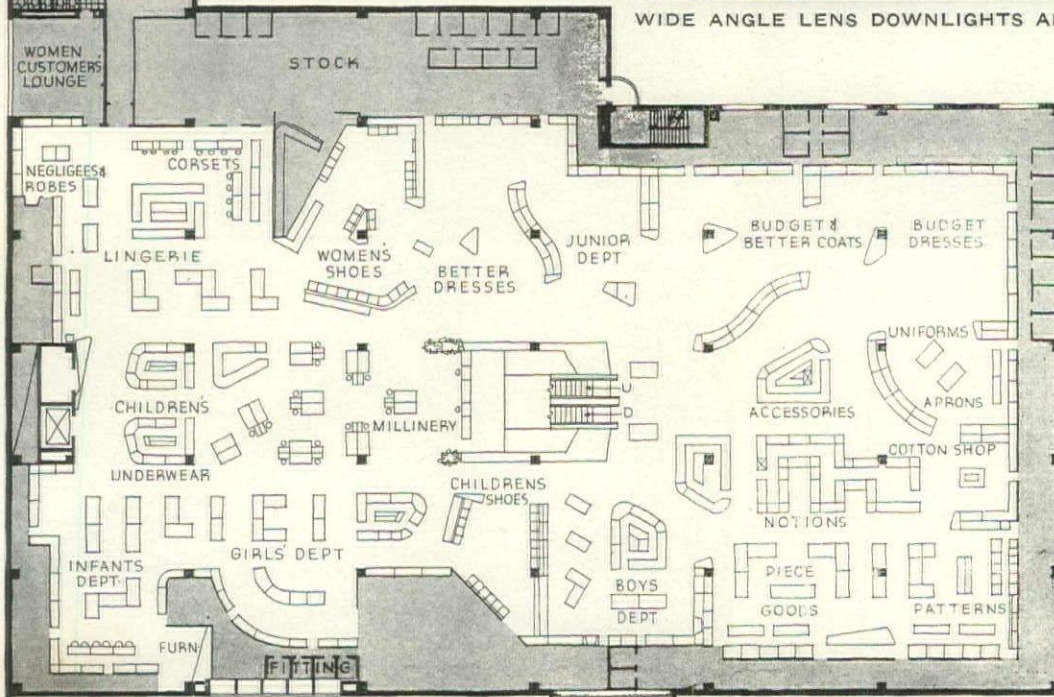 WIDE ANGLE LENS DOWNLIGHTS
WOMEN
CUSTOMERS'
LOUNGE
STOCK
NEGLIGEES &
ROBES
CORSETS
LINGERIE
WOMEN'S
SHOES
BETTER
DRESSES
JUNIOR
DEPT
BUDGET &
BETTER COATS
BUDGET
DRESSES
UNIFORMS
APRONS
ACCESSORIES
COTTON SHOP
U
D
CHILDREN'S
UNDERWEAR
MILLINERY
CHILDRENS
SHOES
NOTIONS
INFANTS
DEPT.
GIRLS' DEPT
BOYS
DEPT
PIECE
GOODS
PATTERNS
FURN
FITTING